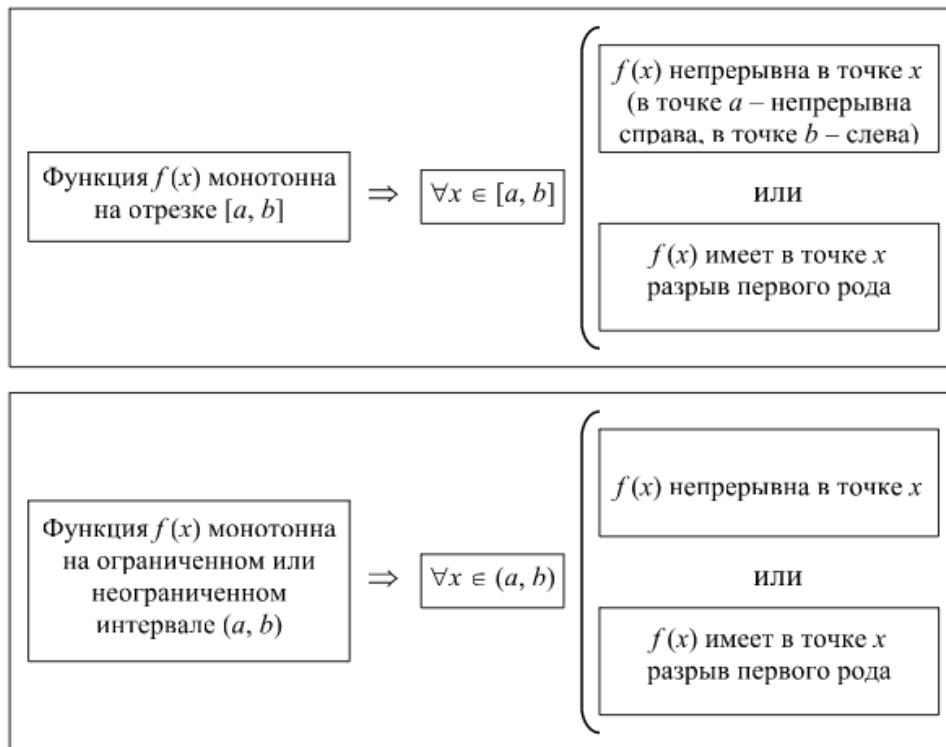 Функция f (x) монотонна
на отрезке [a, b]
⇒
∀x ∈ [a, b]
f (x) непрерывна в точке x
(в точке a – непрерывна
справа, в точке b – слева)
или
f (x) имеет в точке x
разрыв первого рода
Функция f (x) монотонна
на ограниченном или
неограниченном
интервале (a, b)
⇒
∀x ∈ (a, b)
f (x) непрерывна в точке x
или
f (x) имеет в точке x
разрыв первого рода